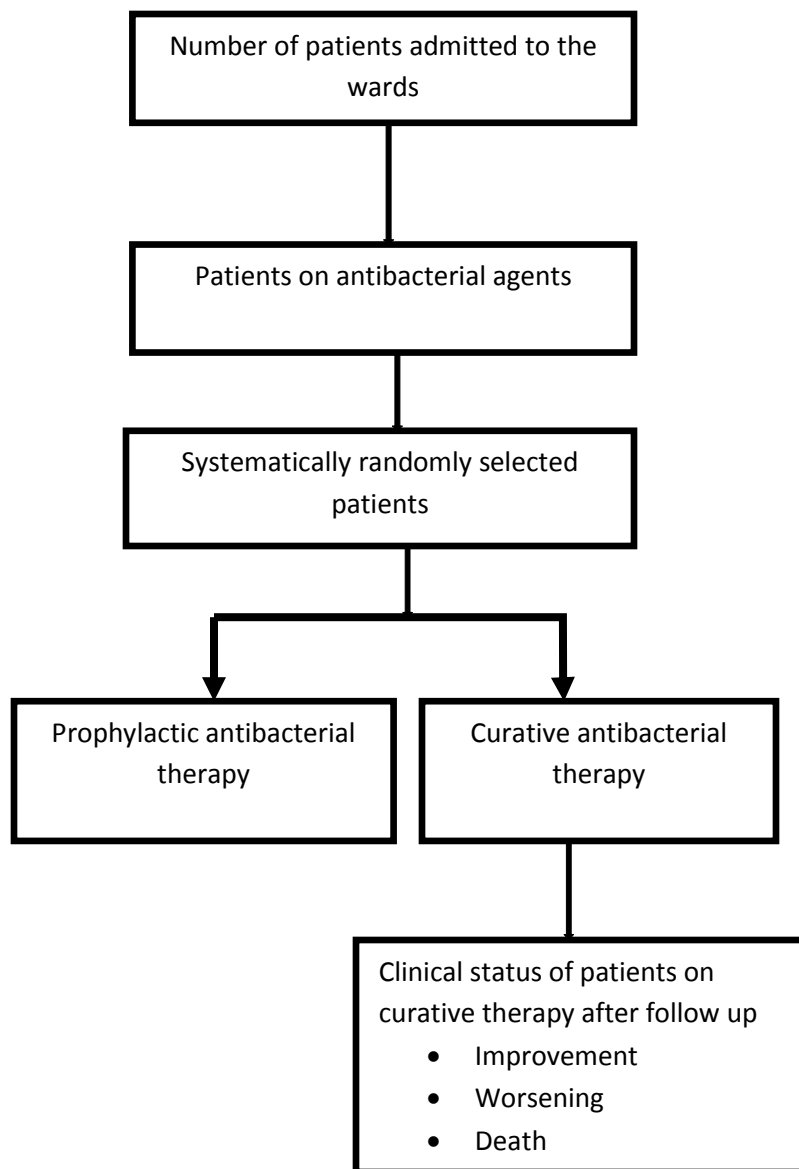 Number of patients admitted to the
wards
Patients on antibacterial agents
Systematically randomly selected
patients
Prophylactic antibacterial
therapy
Curative antibacterial
therapy
Clinical status of patients on
curative therapy after follow up
• Improvement
• Worsening
• Death